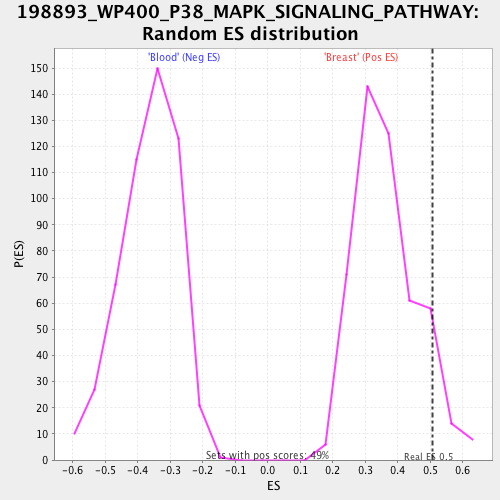 198893_WP400_P38_MAPK_SIGNALING_PATHWAY:
Random ES distribution
'Blood' (Neg ES) 'Breast' (Pos ES)
150
140
130
120
110
100
90
80
70
60
50
40
30
20
10
0
P(ES)
Sets with pos scores: 49%
Real ES 0.5
-0.6 -0.5 -0.4 -0.3 -0.2 -0.1 0.0 0.1 0.2 0.3 0.4 0.5 0.6
ES